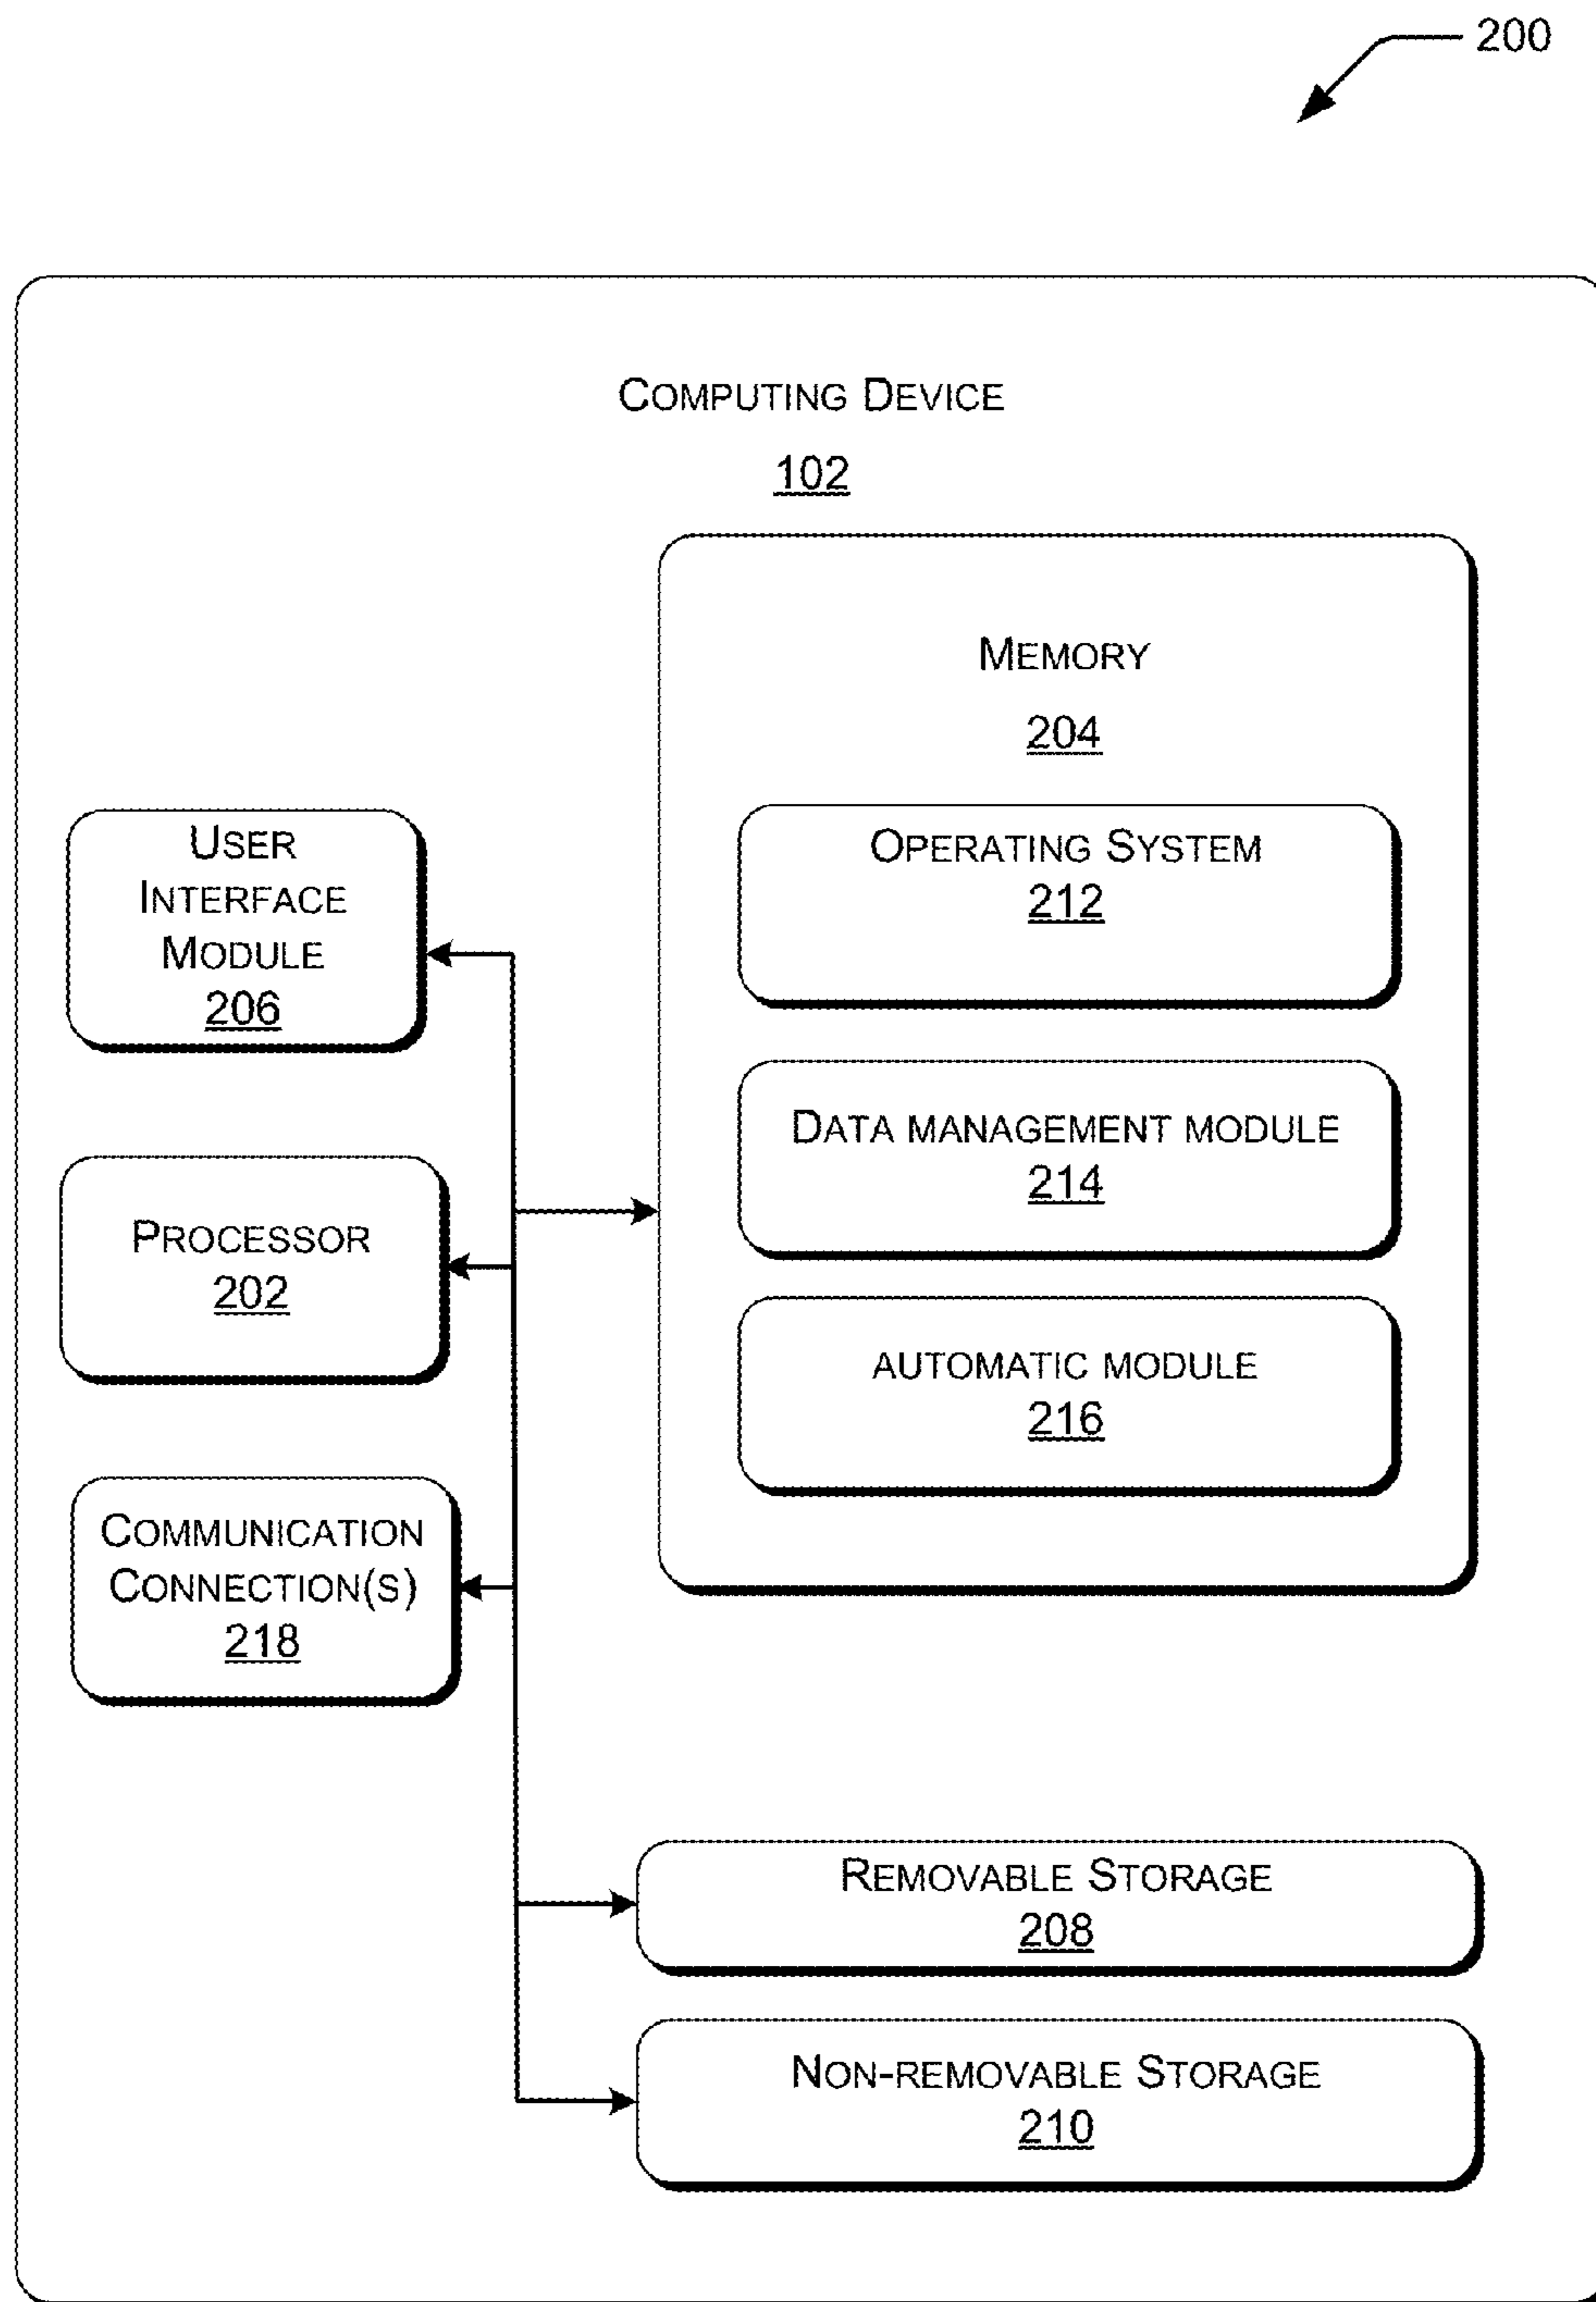 200
COMPUTING DEVICE
102
MEMORY
204
OPERATING SYSTEM
212
DATA MANAGEMENT MODULE
214
AUTOMATIC MODULE
216
USER
INTERFACE
MODULE
206
PROCESSOR
202
COMMUNICATION
CONNECTION(S)
218
REMOVABLE STORAGE
208
NON-REMOVABLE STORAGE
210